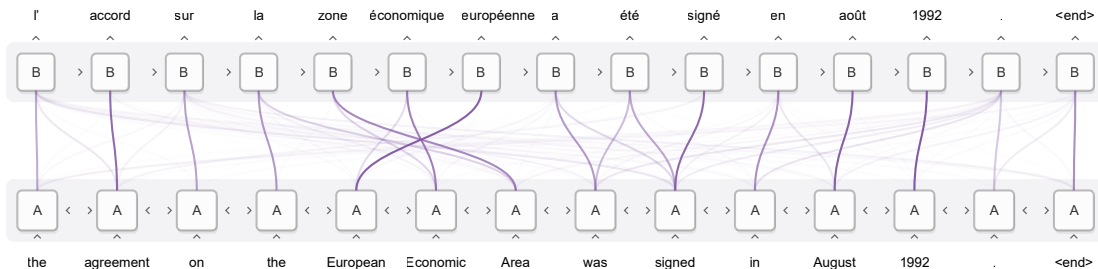 l' accord sur la zone économique européenne a été signé en août 1992 . <end>
B B B B B B B B B B B B B B B
A A A A A A A A A A A A A A
the agreement on the European Economic Area was signed in August 1992 . <end>